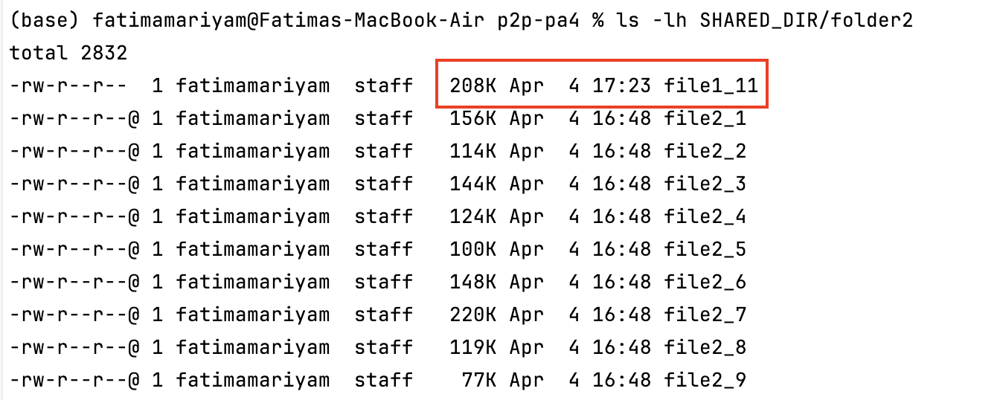 (base) fatimamariyam@Fatimas-MacBook-Air p2p-pa4 % ls -lh SHARED_DIR/folder2
total 2832
-rw-r--r--  1 fatimamariyam  staff   208K Apr  4 17:23 file1_11
-rw-r--r--@ 1 fatimamariyam  staff   156K Apr  4 16:48 file2_1
-rw-r--r--@ 1 fatimamariyam  staff   114K Apr  4 16:48 file2_2
-rw-r--r--@ 1 fatimamariyam  staff   144K Apr  4 16:48 file2_3
-rw-r--r--@ 1 fatimamariyam  staff   124K Apr  4 16:48 file2_4
-rw-r--r--@ 1 fatimamariyam  staff   100K Apr  4 16:48 file2_5
-rw-r--r--@ 1 fatimamariyam  staff   148K Apr  4 16:48 file2_6
-rw-r--r--@ 1 fatimamariyam  staff   220K Apr  4 16:48 file2_7
-rw-r--r--@ 1 fatimamariyam  staff   119K Apr  4 16:48 file2_8
-rw-r--r--@ 1 fatimamariyam  staff    77K Apr  4 16:48 file2_9